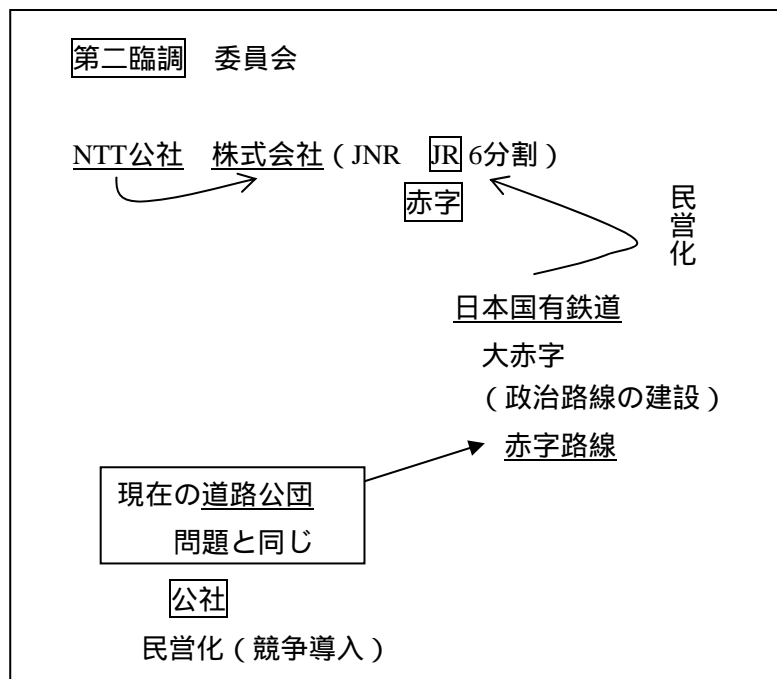 第二臨調 委員会
NTT公社 株式会社(JNR JR 6分割)
赤字
民営化
日本国有鉄道
大赤字
(政治路線の建設)
赤字路線
現在の道路公団
問題と同じ
公社
民営化(競争導入)